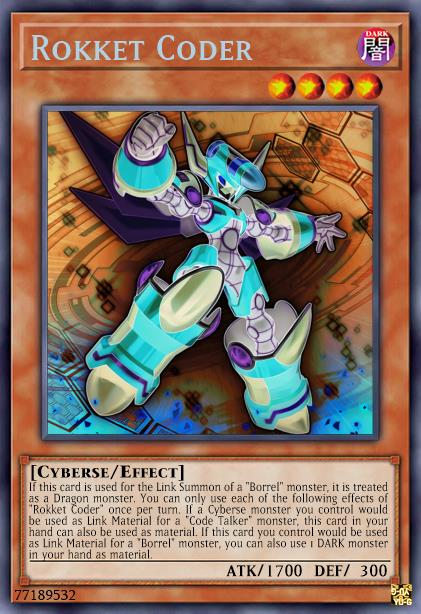 ROKKET CODER
DARK
闇
[CYBERSE/EFFECT]
If this card is used for the Link Summon of a "Borrel" monster, it is treated
as a Dragon monster. You can only use each of the following effects of
"Rokket Coder" once per turn. If a Cyberse monster you control would
be used as Link Material for a "Code Talker" monster, this card in your
hand can also be used as material. If this card you control would be used
as Link Material for a "Borrel" monster, you can also use 1 DARK monster
in your hand as material.
ATK/1700 DEF/ 300
77189532